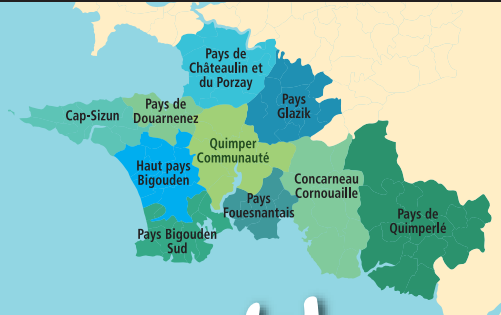 Pays de
Châteaulin et
du Porzay
Pays
Glazik
Cap-Sizun
Pays de
Douarnenez
Quimper
Communauté
Haut pays
Bigouden
Concarneau
Cornouaille
Pays
Fouesnantais
Pays de
Quimperlé
Pays Bigouden
Sud